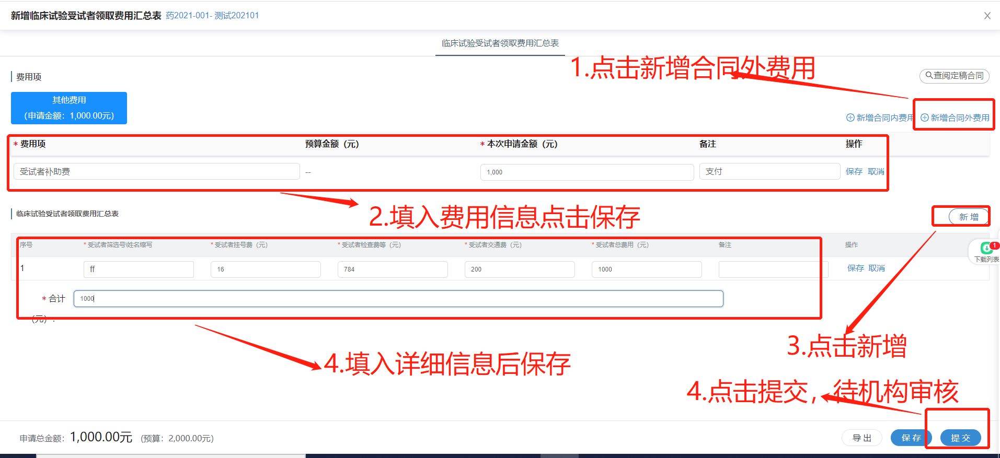 新增临床试验受试者领取费用汇总表 药2021-001- 测试202101
临床试验受试者领取费用汇总表
1.点击新增合同外费用
费用项
查阅定稿合同
其他费用
(申请金额：1,000.00元)
新增合同内费用 新增合同外费用
* 费用项 预算金额（元） * 本次申请金额（元） 备注 操作
受试者补助费 -- 1,000 支付 保存 取消
2.填入费用信息点击保存
临床试验受试者领取费用汇总表
新 增
序号 * 受试者筛选号\姓名缩写 * 受试者挂号费（元） * 受试者检查费等（元） * 受试者交通费（元） * 受试者总费用（元） 备注 操作
1
下载列表
1 ff 16 784 200 1000 保存 取消
* 合计 1000
（元）:
3.点击新增
4.填入详细信息后保存
4.点击提交，待机构审核
申请总金额：1,000.00元 (预算：2,000.00元)
导 出 保 存 提 交